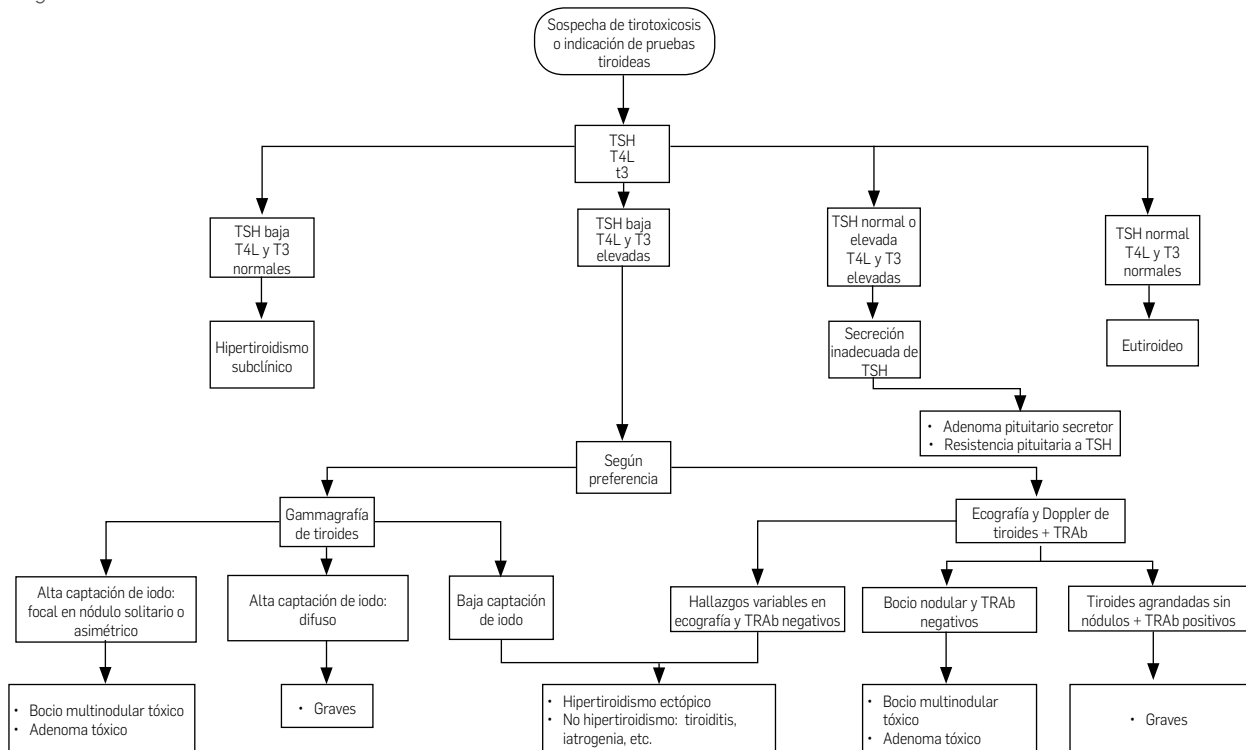 Sospecha de tirotoxicosis
o indicación de pruebas
tiroideas
TSH
T4L
t3
TSH baja
T4L y T3
normales
TSH baja
T4L y T3
elevadas
TSH normal o
elevada
T4L y T3
elevadas
TSH normal
T4L y T3
normales
Hipertiroidismo
subclínico
Secreción
inadecuada de
TSH
Eutiroideo
• Adenoma pituitario secretor
• Resistencia pituitaria a TSH
Según
preferencia
Gammagrafía
de tiroides
Ecografía y Doppler de
tiroides + TRAb
Alta captación de iodo:
focal en nódulo solitario o
asimétrico
Alta captación de iodo:
difuso
Baja captación
de iodo
Hallazgos variables en
ecografía y TRAb negativos
Bocio nodular y TRAb
negativos
Tiroides agrandadas sin
nódulos + TRAb positivos
• Bocio multinodular tóxico
• Adenoma tóxico
• Graves
• Hipertiroidismo ectópico
• No hipertiroidismo: tiroiditis,
iatrogenia, etc.
• Bocio multinodular
tóxico
• Adenoma tóxico
• Graves